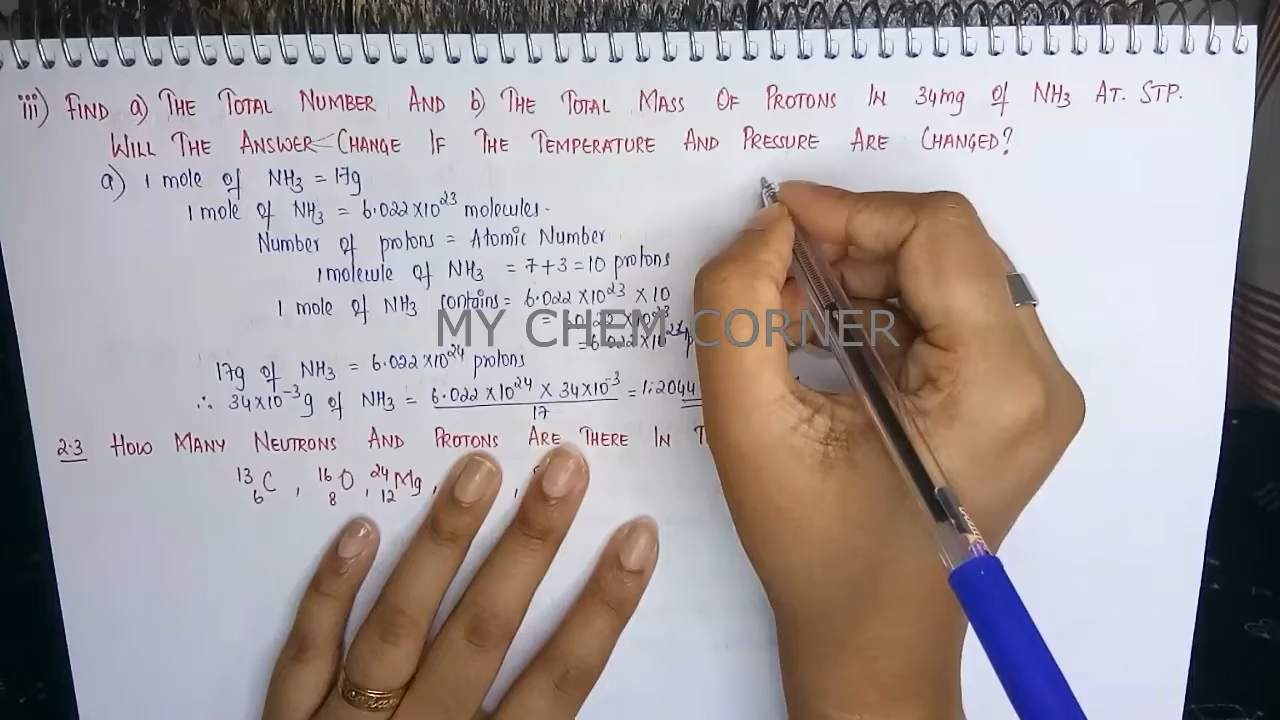 iii) FIND a) THE TOTAL NUMBER AND b) THE TOTAL MASS OF PROTONS IN 34mg of NH3 AT. STP.
WILL THE ANSWER CHANGE IF THE TEMPERATURE AND PRESSURE ARE CHANGED?
a) 1 mole of NH3 = 17g
1 mole of NH3 = 6.022×10^23 molecules.
Number of protons = Atomic Number
1 molecule of NH3 = 7+3=10 protons
1 mole of NH3 contains = 6.022×10^23 ×10
MY CHEM CORNER
=6.022×10^24
17g of NH3 = 6.022×10^24 protons
∴ 34×10^-3g of NH3 = 6.022×10^24 × 34×10^-3 / 17 = 1.2044
2.3 HOW MANY NEUTRONS AND PROTONS ARE THERE IN
13 6 C , 16 8 O , 24 12 Mg , ,